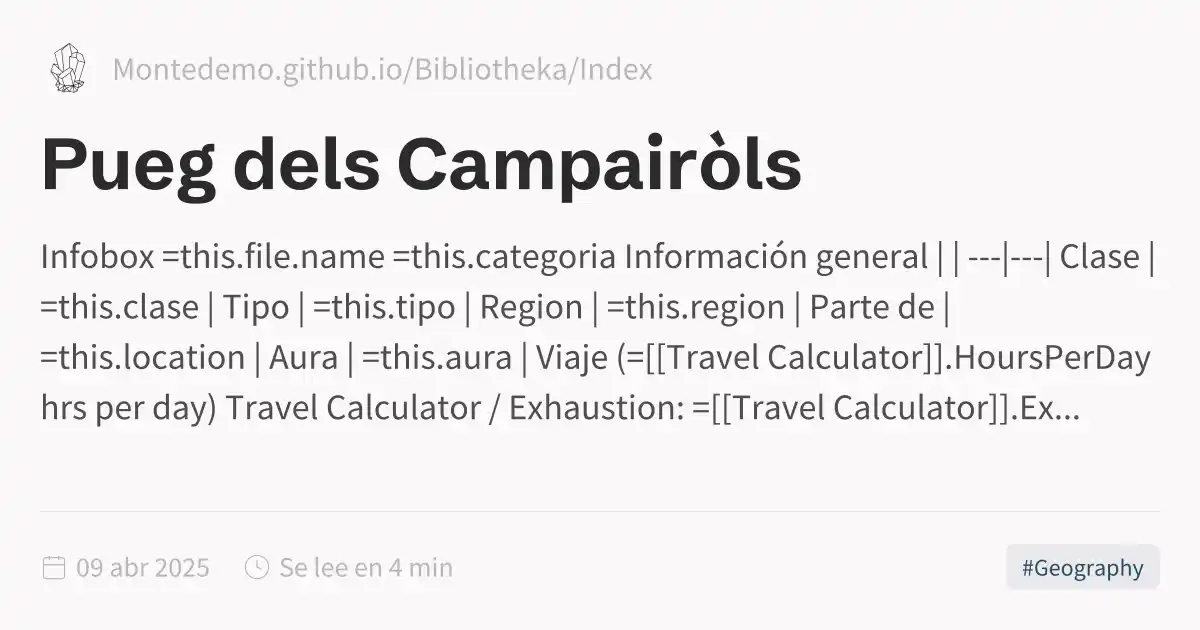 Montedemo.github.io/Bibliotheka/Index
Pueg dels Campairòls
Infobox =this.file.name =this.categoria Información general | | ---|---| Clase |
=this.clase | Tipo | =this.tipo | Region | =this.region | Parte de |
=this.location | Aura | =this.aura | Viaje (=[[Travel Calculator]].HoursPerDay
hrs per day) Travel Calculator / Exhaustion: =[[Travel Calculator]].Ex...
09 abr 2025 Se lee en 4 min #Geography